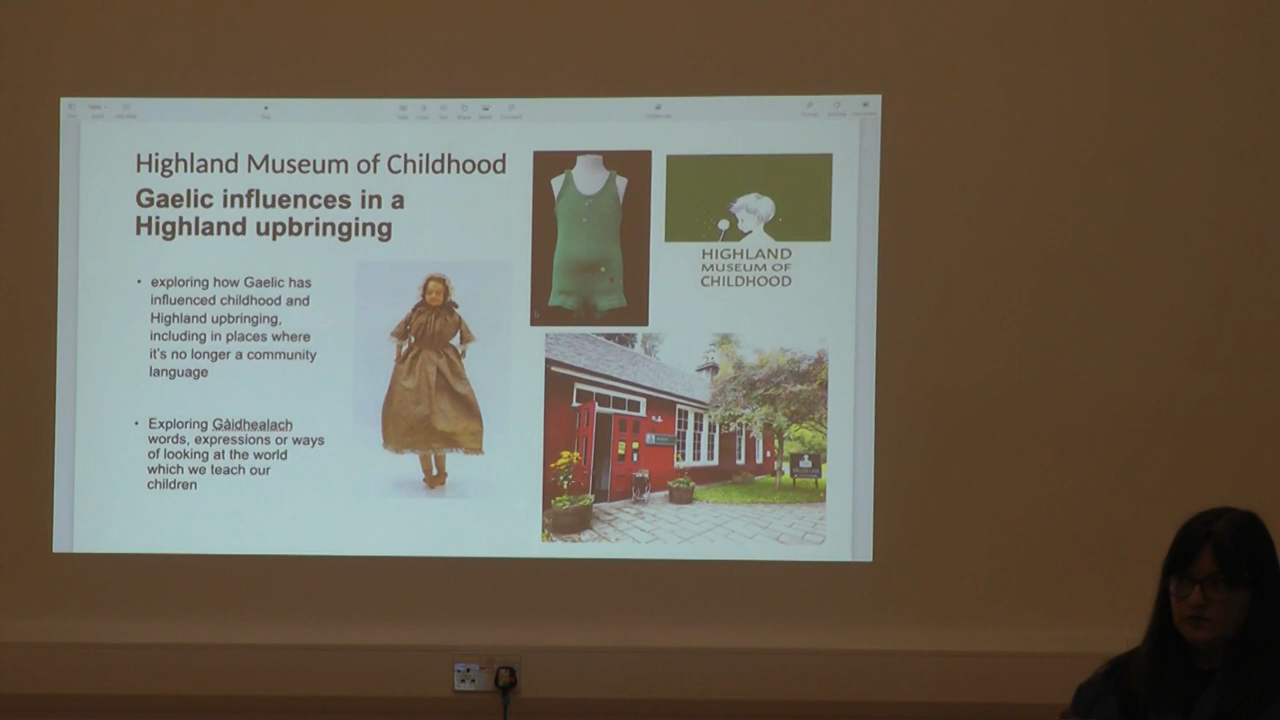 Highland Museum of Childhood
Gaelic influences in a
Highland upbringing
• exploring how Gaelic has
influenced childhood and
Highland upbringing,
including in places where
it's no longer a community
language
• Exploring Gàidhealach
words, expressions or ways
of looking at the world
which we teach our
children
HIGHLAND
MUSEUM OF
CHILDHOOD
MUSEUM